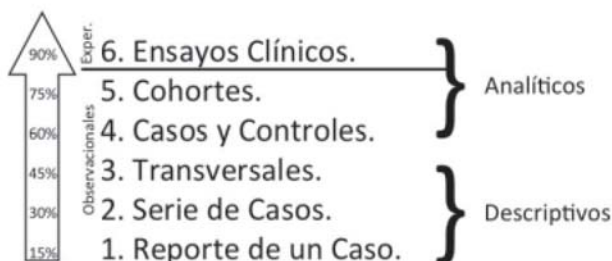 90% Exper. 6. Ensayos Clínicos.
75% 5. Cohortes. Analíticos
60% Observacionales 4. Casos y Controles.
45% 3. Transversales.
30% 2. Serie de Casos. Descriptivos
15% 1. Reporte de un Caso.